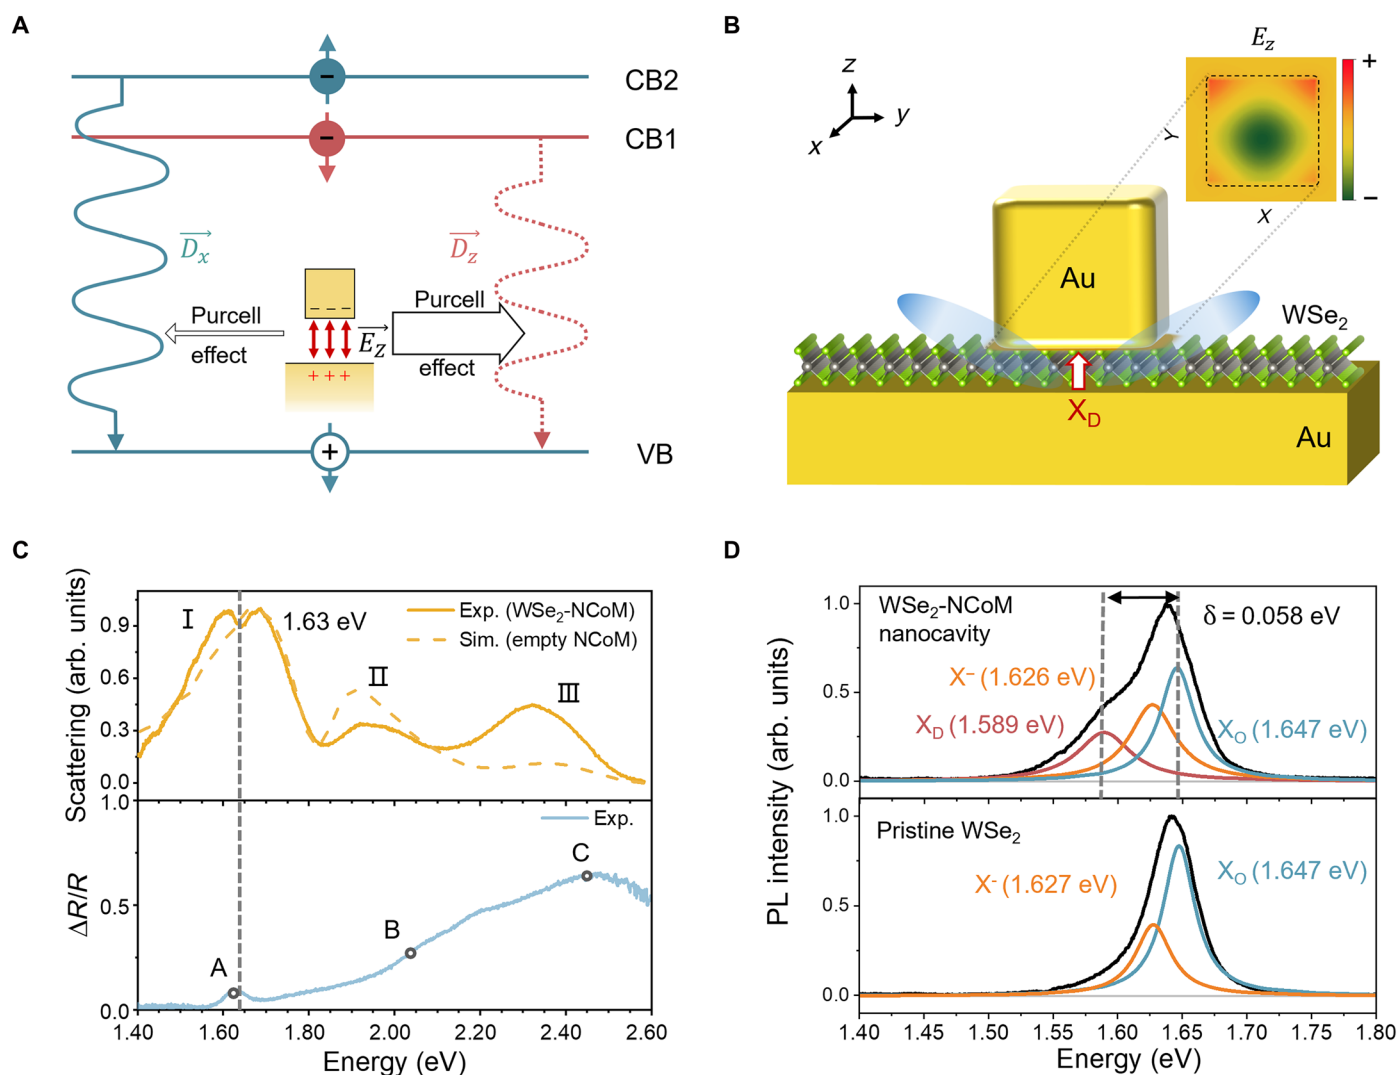 A
CB2
CB1
D⃗x
D⃗z
Purcell
effect
E⃗Z
Purcell
effect
− − −
+ + +
−
−
+
VB
B
z
y
x
Ez
+
−
Y
X
Au
WSe2
XD
Au
C
Scattering (arb. units)
0.9
0.6
0.3
0.0
I
II
III
1.63 eV
Exp. (WSe2-NCoM)
Sim. (empty NCoM)
ΔR/R
1.0
0.5
0.0
Exp.
A
B
C
1.40 1.60 1.80 2.00 2.20 2.40 2.60
Energy (eV)
D
PL intensity (arb. units)
1.0
0.5
0.0
WSe2-NCoM
nanocavity
δ = 0.058 eV
X− (1.626 eV)
XD (1.589 eV)
XO (1.647 eV)
1.0
0.5
0.0
Pristine WSe2
X- (1.627 eV)
XO (1.647 eV)
1.40 1.45 1.50 1.55 1.60 1.65 1.70 1.75 1.80
Energy (eV)